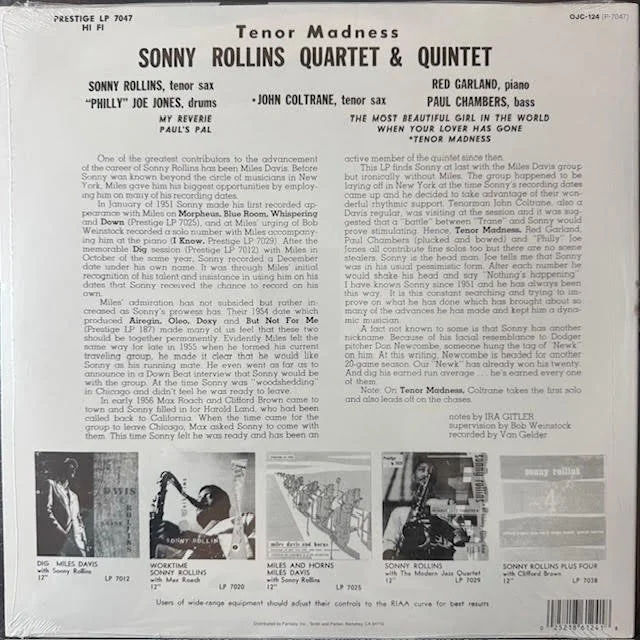 PRESTIGE LP 7047
HI FI
OJC-124 (P-7047)
Tenor Madness
SONNY ROLLINS QUARTET & QUINTET
SONNY ROLLINS, tenor sax
RED GARLAND, piano
"PHILLY" JOE JONES, drums
*JOHN COLTRANE, tenor sax
PAUL CHAMBERS, bass
MY REVERIE
PAUL'S PAL
THE MOST BEAUTIFUL GIRL IN THE WORLD
WHEN YOUR LOVER HAS GONE
*TENOR MADNESS
One of the greatest contributors to the advancement
of the career of Sonny Rollins has been Miles Davis. Before
Sonny was known beyond the circle of musicians in New
York, Miles gave him his biggest opportunities by employ-
ing him on many of his recording dates.
In January of 1951 Sonny made his first recorded ap-
pearance with Miles on Morpheus, Blue Room, Whispering
and Down (Prestige LP 7025), and at Miles' urging of Bob
Weinstock recorded a solo number with Miles accompany-
ing him at the piano (I Know, Prestige LP 7029). After the
memorable Dig session (Prestige LP 7012) with Miles in
October of the same year, Sonny recorded a December
date under his own name. It was through Miles' initial
recognition of his talent and insistance in using him on his
dates that Sonny received the chance to record on his
own.
Miles' admiration has not subsided but rather in-
creased as Sonny's prowess has. Their 1954 date which
produced Airegin, Oleo, Doxy and But Not For Me
(Prestige LP 187) made many of us feel that these two
should be together permanently. Evidently Miles felt the
same way for late in 1955 when he formed his current
traveling group, he made it clear that he would like
Sonny as his running mate. He even went as far as to
announce in a Down Beat interview that Sonny would be
with the group. At the time Sonny was "woodshedding"
in Chicago and didn't feel he was ready to leave.
In early 1956 Max Roach and Clifford Brown came to
town and Sonny filled in for Harold Land, who had been
called back to California. When the time came for the
group to leave Chicago, Max asked Sonny to come with
them. This time Sonny felt he was ready and has been an
active member of the quintet since then.
This LP finds Sonny at last with the Miles Davis group
but ironically without Miles. The group happened to be
laying off in New York at the time Sonny's recording dates
came up and he decided to take advantage of their won-
derful rhythmic support. Tenorman John Coltrane, also a
Davis regular, was visiting at the session and it was sug-
gested that a "battle" between "Trane" and Sonny would
prove stimulating. Hence, Tenor Madness. Red Garland,
Paul Chambers (plucked and bowed) and "Philly" Joe
Jones all contribute fine solos too but there are no scene
stealers. Sonny is the head man. Joe tells me that Sonny
was in his usual pessimistic form. After each number he
would shake his head and say "Nothing's happening".
I have known Sonny since 1951 and he has always been
this way. It is this constant searching and trying to im-
prove on what he has done which has brought about so
many of the advances he has made and kept him a dyna-
mic musician.
A fact not known to some is that Sonny has another
nickname. Because of his facial resemblance to Dodger
pitcher Don Newcombe, someone hung the tag of "Newk"
on him. At this writing, Newcombe is headed for another
20-game season. Our "Newk" has already won his twenty.
And dig his earned run average . . . he's earned every one
of them.
Note: On Tenor Madness, Coltrane takes the first solo
and also leads off on the chases.
notes by IRA GITLER
supervision by Bob Weinstock
recorded by Van Gelder
DIG MILES DAVIS
with Sonny Rollins
12" LP 7012
WORKTIME
SONNY ROLLINS
with Max Roach
12" LP 7020
miles davis and horns
MILES AND HORNS
MILES DAVIS
with Sonny Rollins
12" LP 7025
SONNY ROLLINS
with The Modern Jazz Quartet
12" LP 7029
sonny rollins
SONNY ROLLINS PLUS FOUR
with Clifford Brown
12" LP 7038
Users of wide-range equipment should adjust their controls to the RIAA curve for best results
Distributed by Fantasy, Inc. Tenth and Parker, Berkeley, CA 94710
0 25218 61241 8